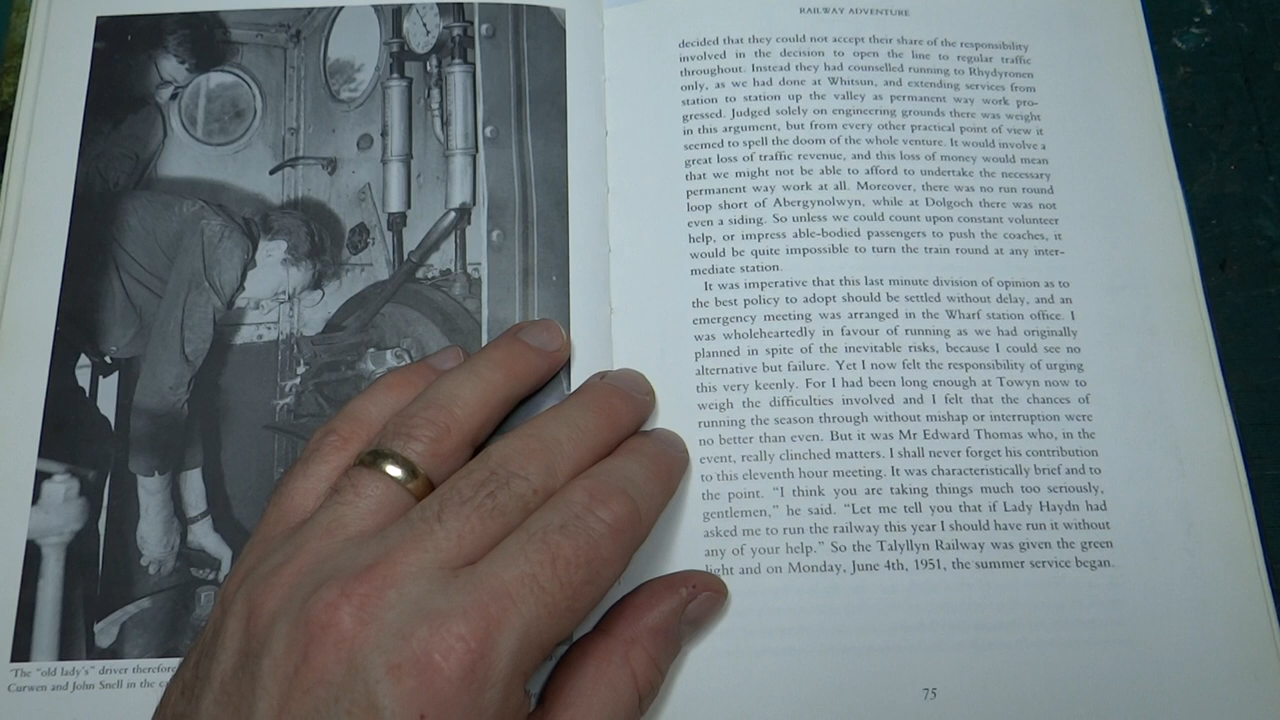 'The "old lady's" driver therefore
Curwen and John Snell in the
RAILWAY ADVENTURE
decided that they could not accept their share of the responsibility
involved in the decision to open the line to regular traffic
throughout. Instead they had counselled running to Rhydyronen
only, as we had done at Whitsun, and extending services from
station to station up the valley as permanent way work pro-
gressed. Judged solely on engineering grounds there was weight
in this argument, but from every other practical point of view it
seemed to spell the doom of the whole venture. It would involve a
great loss of traffic revenue, and this loss of money would mean
that we might not be able to afford to undertake the necessary
permanent way work at all. Moreover, there was no run round
loop short of Abergynolwyn, while at Dolgoch there was not
even a siding. So unless we could count upon constant volunteer
help, or impress able-bodied passengers to push the coaches, it
would be quite impossible to turn the train round at any inter-
mediate station.
It was imperative that this last minute division of opinion as to
the best policy to adopt should be settled without delay, and an
emergency meeting was arranged in the Wharf station office. I
was wholeheartedly in favour of running as we had originally
planned in spite of the inevitable risks, because I could see no
alternative but failure. Yet I now felt the responsibility of urging
this very keenly. For I had been long enough at Towyn now to
weigh the difficulties involved and I felt that the chances of
running the season through without mishap or interruption were
no better than even. But it was Mr Edward Thomas who, in the
event, really clinched matters. I shall never forget his contribution
to this eleventh hour meeting. It was characteristically brief and to
the point. "I think you are taking things much too seriously,
gentlemen," he said. "Let me tell you that if Lady Haydn had
asked me to run the railway this year I should have run it without
any of your help." So the Talyllyn Railway was given the green
light and on Monday, June 4th, 1951, the summer service began.
75